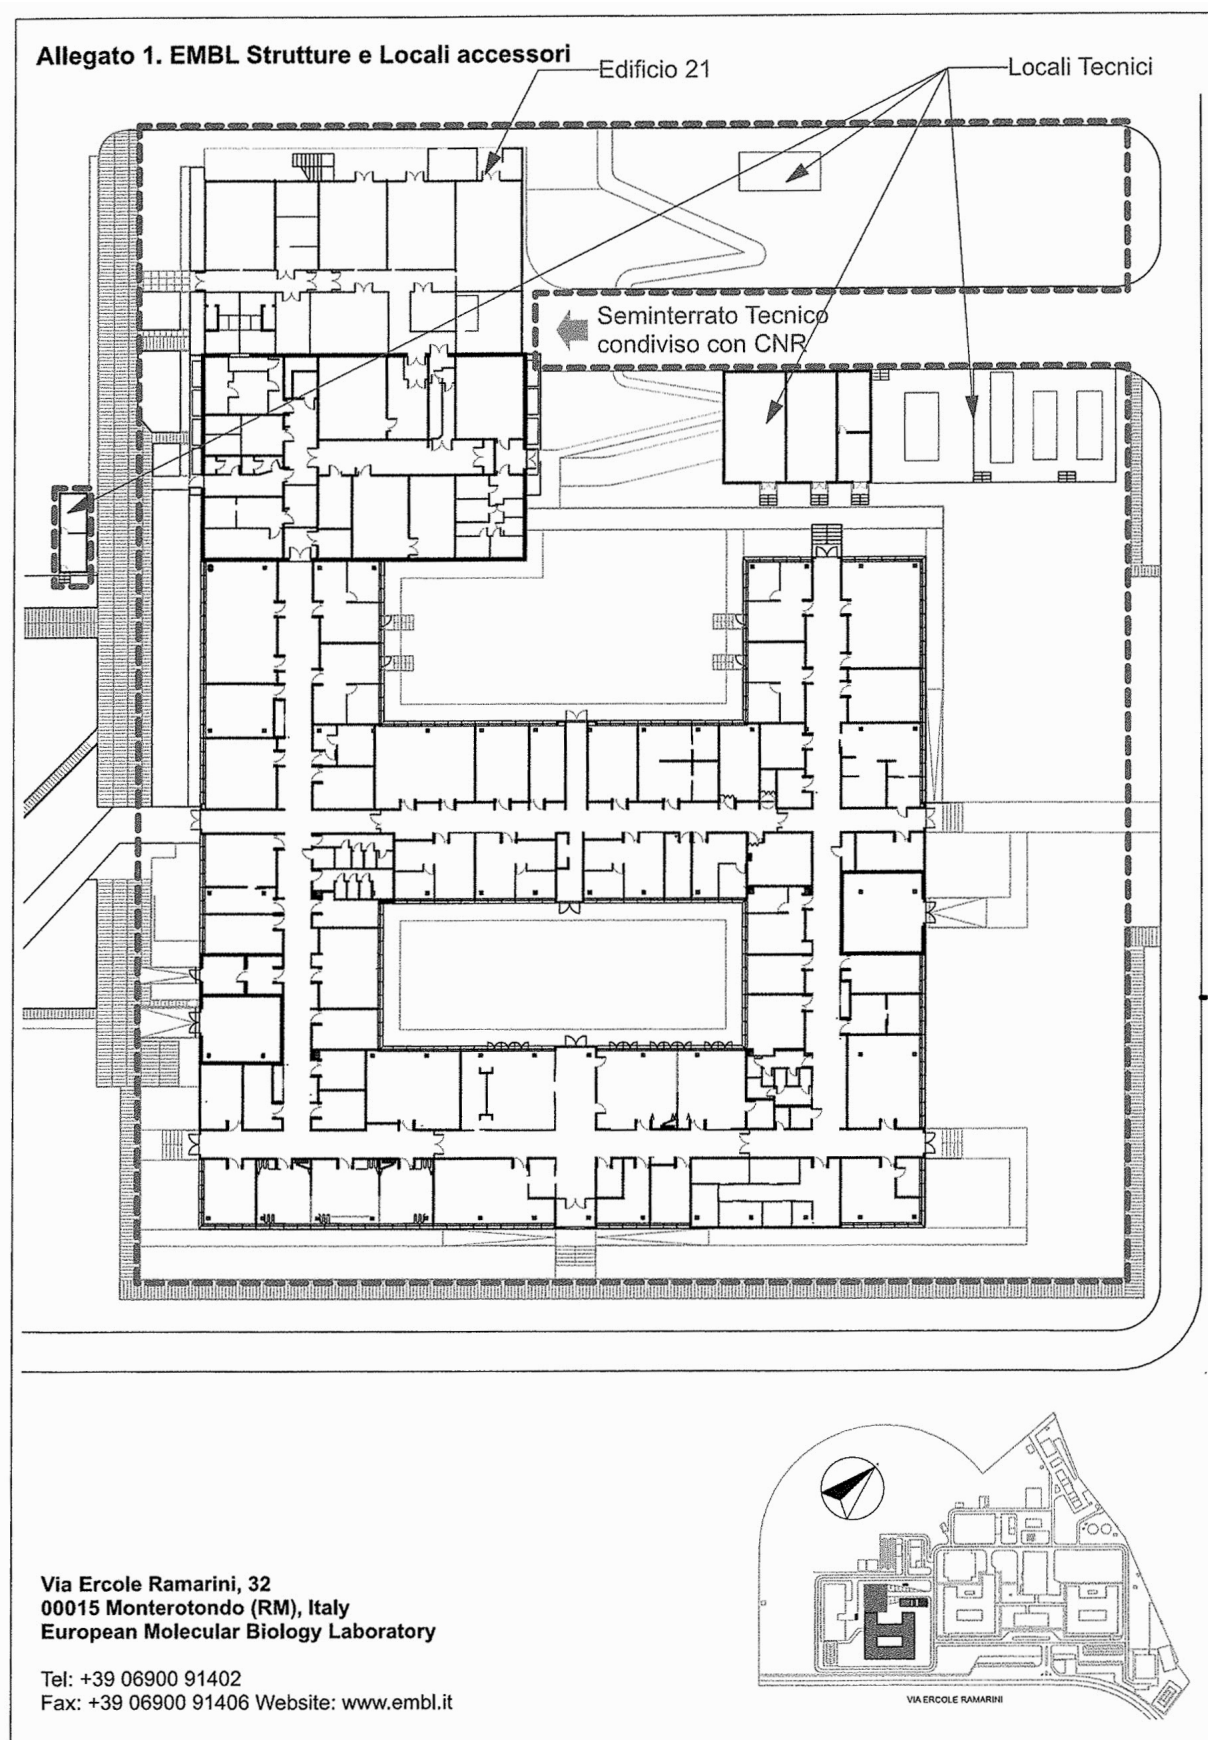 Allegato 1. EMBL Strutture e Locali accessori
Edificio 21
Locali Tecnici
Seminterrato Tecnico
condiviso con CNR
Via Ercole Ramarini, 32
00015 Monterotondo (RM), Italy
European Molecular Biology Laboratory
Tel: +39 06900 91402
Fax: +39 06900 91406 Website: www.embl.it
VIA ERCOLE RAMARINI